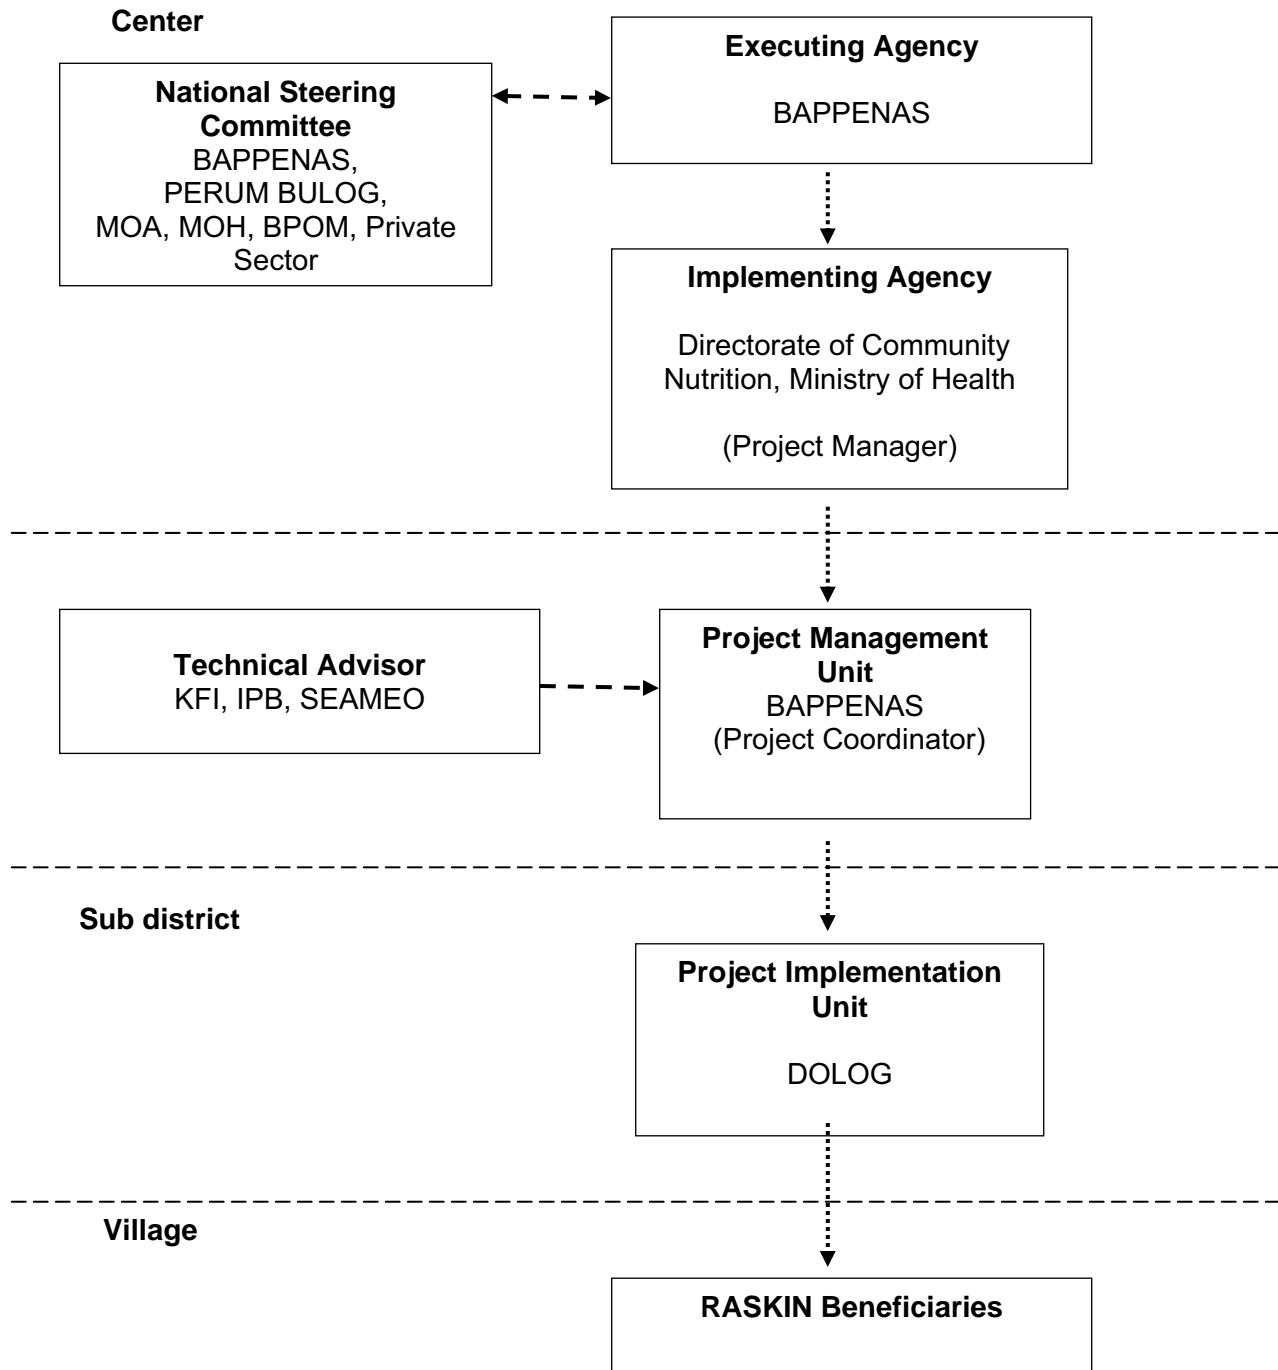 Center
Executing Agency
BAPPENAS
National Steering
Committee
BAPPENAS,
PERUM BULOG,
MOA, MOH, BPOM, Private
Sector
Implementing Agency
Directorate of Community
Nutrition, Ministry of Health
(Project Manager)
Technical Advisor
KFI, IPB, SEAMEO
Project Management
Unit
BAPPENAS
(Project Coordinator)
Sub district
Project Implementation
Unit
DOLOG
Village
RASKIN Beneficiaries